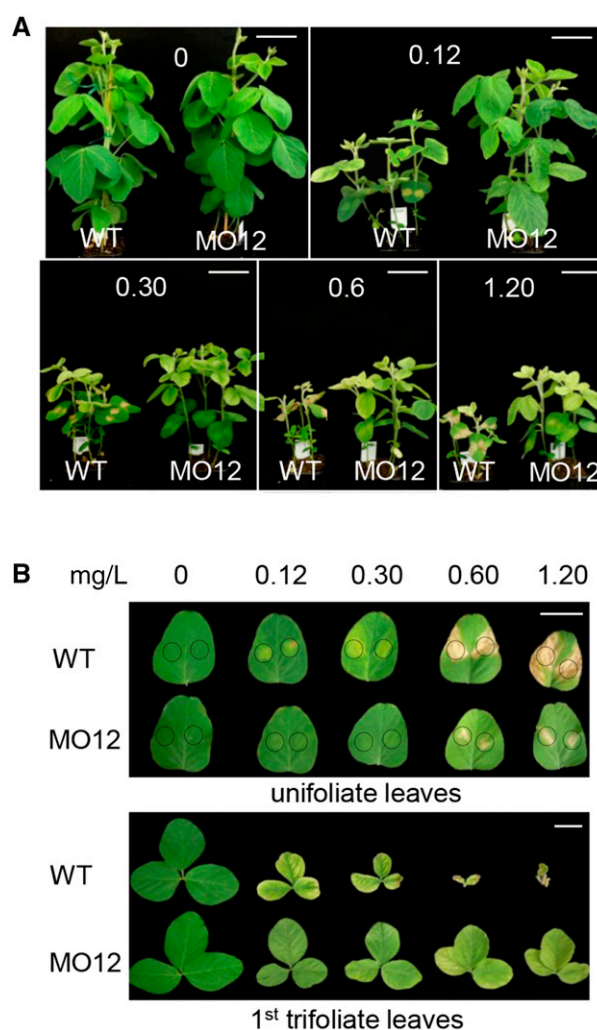 A
0
0.12
WT
MO12
WT
MO12
0.30
0.6
1.20
WT
MO12
WT
MO12
WT
MO12
B
mg/L 0 0.12 0.30 0.60 1.20
WT
MO12
unifoliate leaves
WT
MO12
1st trifoliate leaves